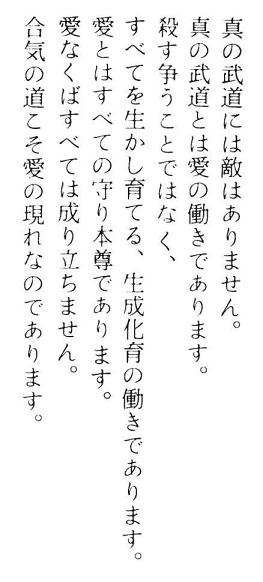 真の武道には敵はありません。
真の武道とは愛の働きであります。
殺す争うことではなく、
すべてを生かし育てる、生成化育の働きであります。
愛とはすべての守り本尊であります。
愛なくばすべては成り立ちません。
合気の道こそ愛の現れなのであります。